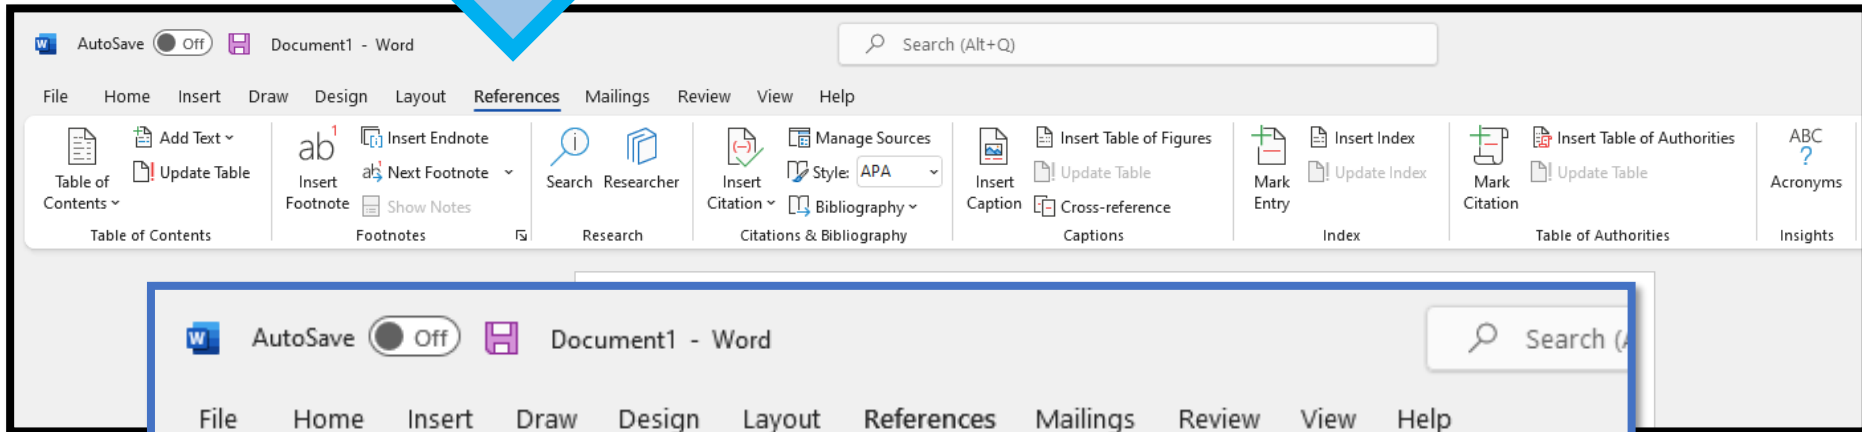 W AutoSave Off Document1 - Word Search (Alt+Q)
File Home Insert Draw Design Layout References Mailings Review View Help
Table of Contents
Add Text
Update Table
Table of Contents
ab1
Insert Footnote
Insert Endnote
ab1 Next Footnote
Show Notes
Footnotes
Search
Researcher
Research
Insert Citation
Manage Sources
Style: APA
Bibliography
Citations & Bibliography
Insert Caption
Insert Table of Figures
Update Table
Cross-reference
Captions
Mark Entry
Insert Index
Update Index
Index
Mark Citation
Insert Table of Authorities
Update Table
Table of Authorities
ABC
?
Acronyms
Insights
W AutoSave Off Document1 - Word Search (A
File Home Insert Draw Design Layout References Mailings Review View Help